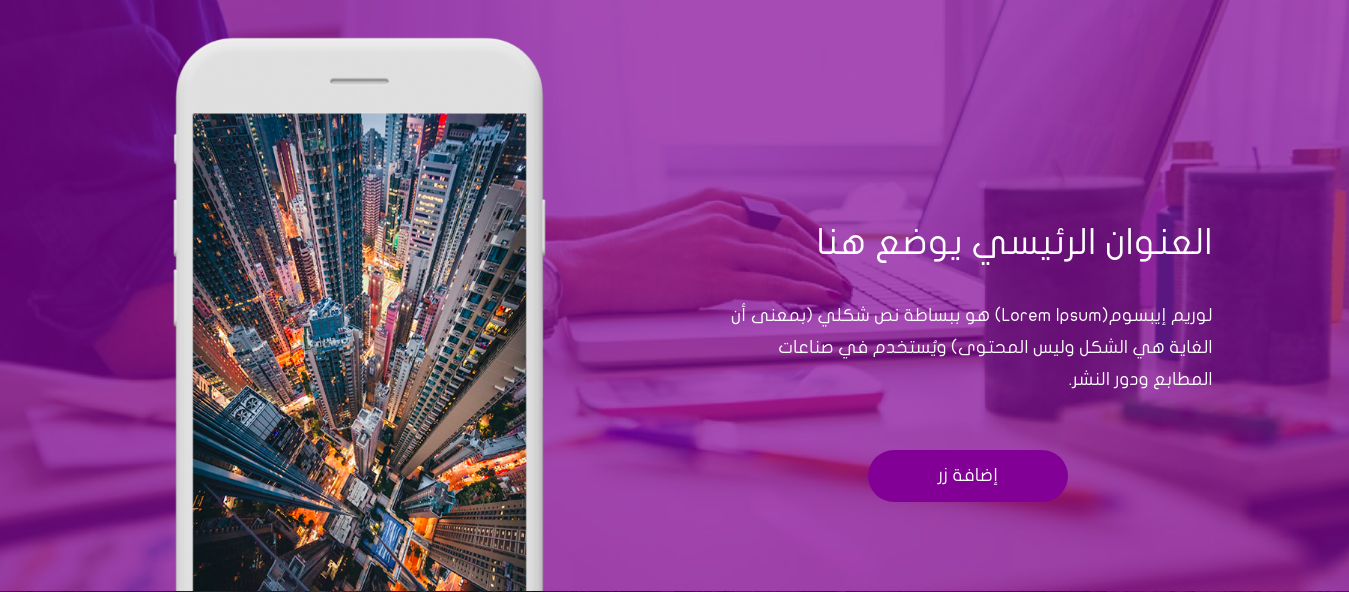 العنوان الرئيسي يوضع هنا
لوريم إيبسوم(Lorem Ipsum) هو ببساطة نص شكلي (بمعنى أن
الغاية هي الشكل وليس المحتوى) ويُستخدم في صناعات
المطابع ودور النشر.
إضافة زر